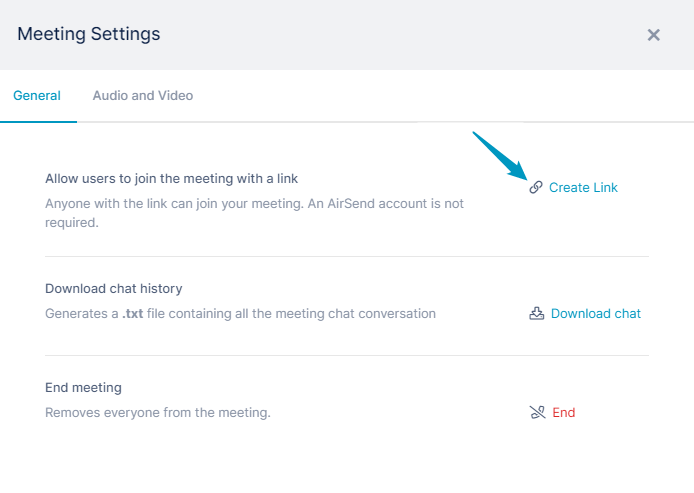 Meeting Settings
General
Audio and Video
Allow users to join the meeting with a link
Anyone with the link can join your meeting. An AirSend account is not
required.
Create Link
Download chat history
Generates a .txt file containing all the meeting chat conversation
Download chat
End meeting
Removes everyone from the meeting.
End